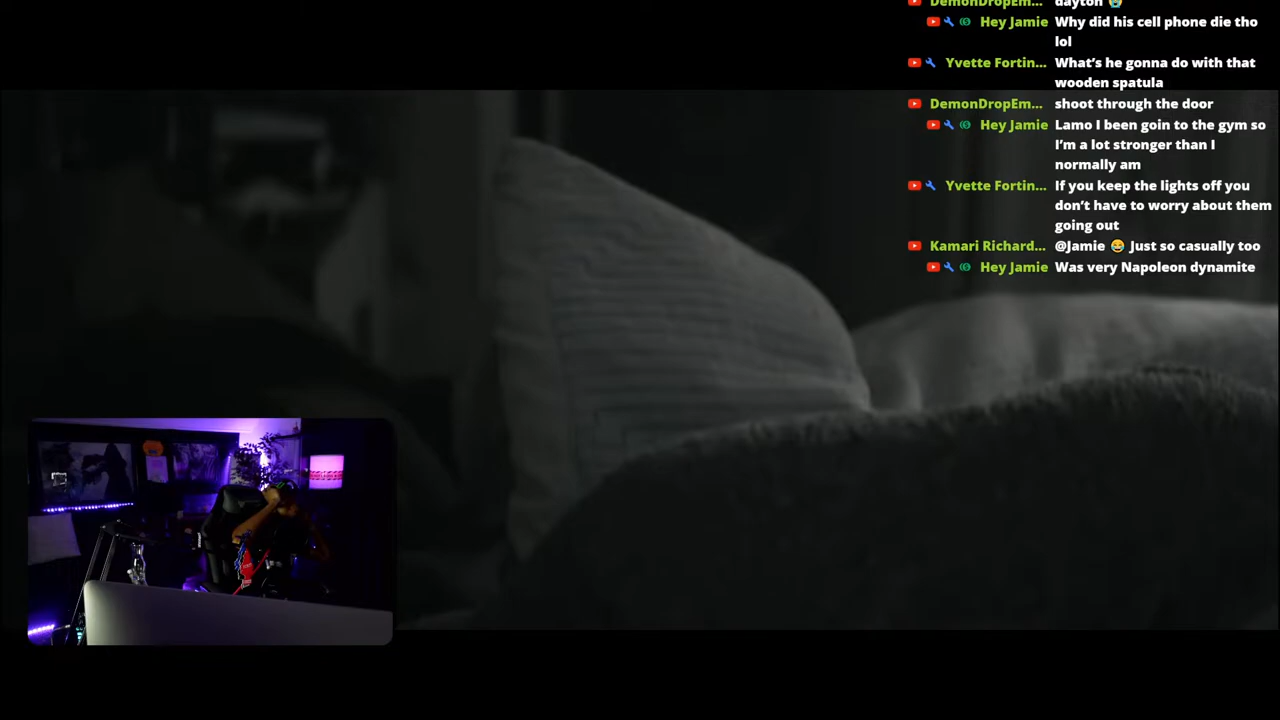 DemonDropEm... dayton 😭
Hey Jamie Why did his cell phone die tho
lol
Yvette Fortin... What's he gonna do with that
wooden spatula
DemonDropEm... shoot through the door
Hey Jamie Lamo I been goin to the gym so
I'm a lot stronger than I
normally am
Yvette Fortin... If you keep the lights off you
don't have to worry about them
going out
Kamari Richard... @Jamie 😂 Just so casually too
Hey Jamie Was very Napoleon dynamite